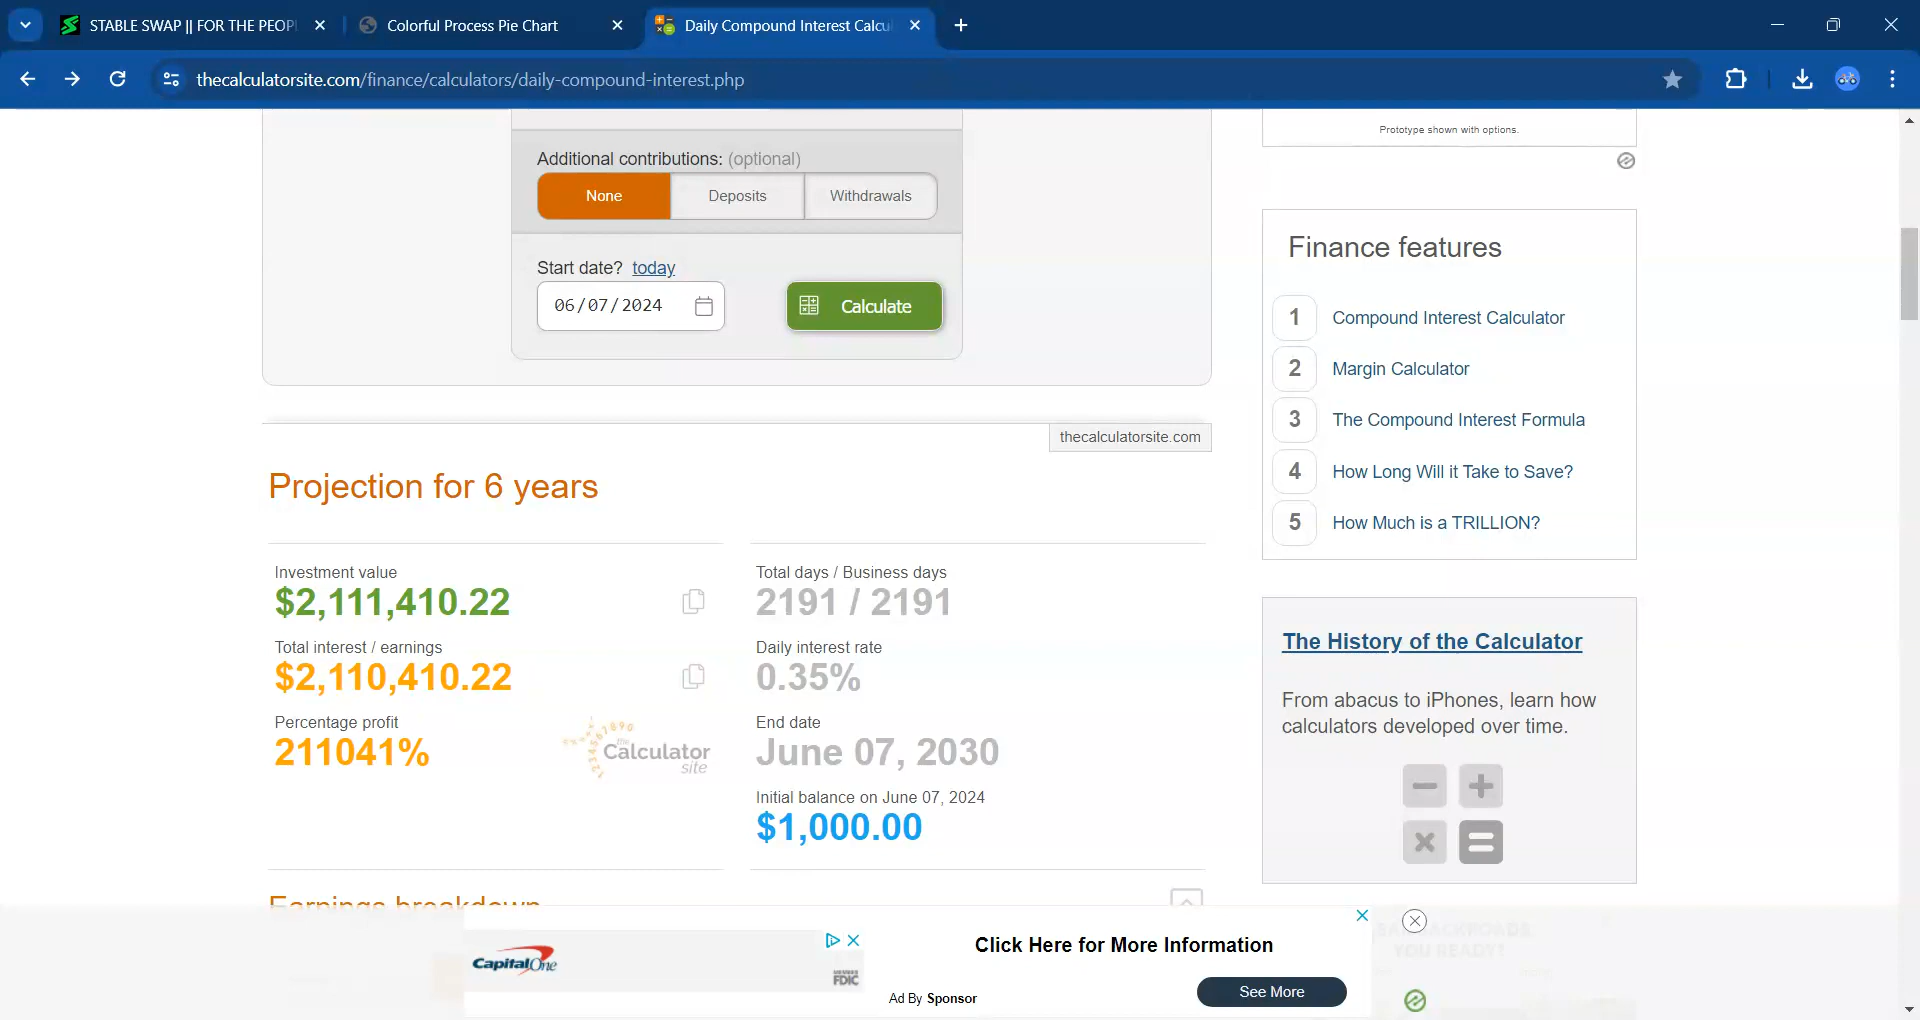 STABLE SWAP || FOR THE PEOPL
Colorful Process Pie Chart
Daily Compound Interest Calcu
thecalculatorsite.com/finance/calculators/daily-compound-interest.php
Prototype shown with options.
Additional contributions: (optional)
None
Deposits
Withdrawals
Start date? today
06/07/2024
Calculate
thecalculatorsite.com
Projection for 6 years
Investment value
$2,111,410.22
Total interest / earnings
$2,110,410.22
Percentage profit
211041%
1234567890
the
Calculator
site
Total days / Business days
2191 / 2191
Daily interest rate
0.35%
End date
June 07, 2030
Initial balance on June 07, 2024
$1,000.00
Earnings breakdown
Finance features
1 Compound Interest Calculator
2 Margin Calculator
3 The Compound Interest Formula
4 How Long Will it Take to Save?
5 How Much is a TRILLION?
The History of the Calculator
From abacus to iPhones, learn how
calculators developed over time.
Capital One
MEMBER
FDIC
Click Here for More Information
Ad By Sponsor
See More
YOU READY?